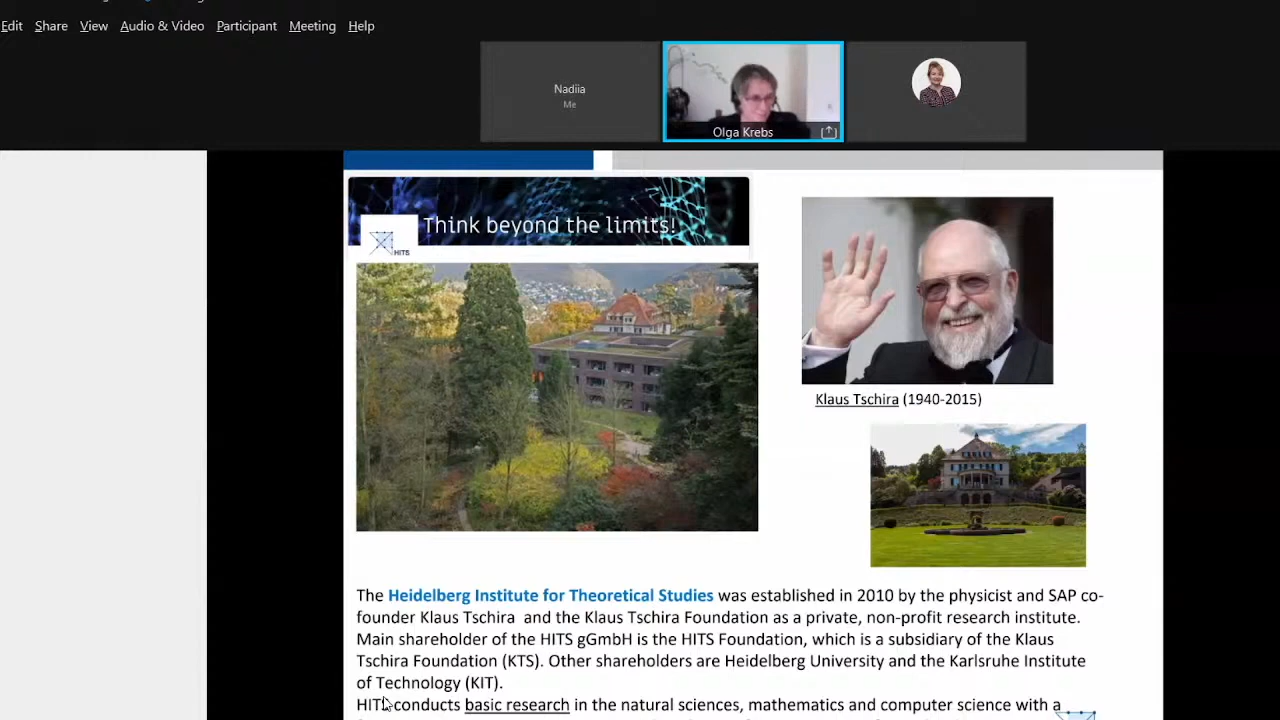 Edit Share View Audio & Video Participant Meeting Help
Nadiia
Me
Olga Krebs
Think beyond the limits!
HITS
Klaus Tschira (1940-2015)
The Heidelberg Institute for Theoretical Studies was established in 2010 by the physicist and SAP co-
founder Klaus Tschira and the Klaus Tschira Foundation as a private, non-profit research institute.
Main shareholder of the HITS gGmbH is the HITS Foundation, which is a subsidiary of the Klaus
Tschira Foundation (KTS). Other shareholders are Heidelberg University and the Karlsruhe Institute
of Technology (KIT).
HITS conducts basic research in the natural sciences, mathematics and computer science with a